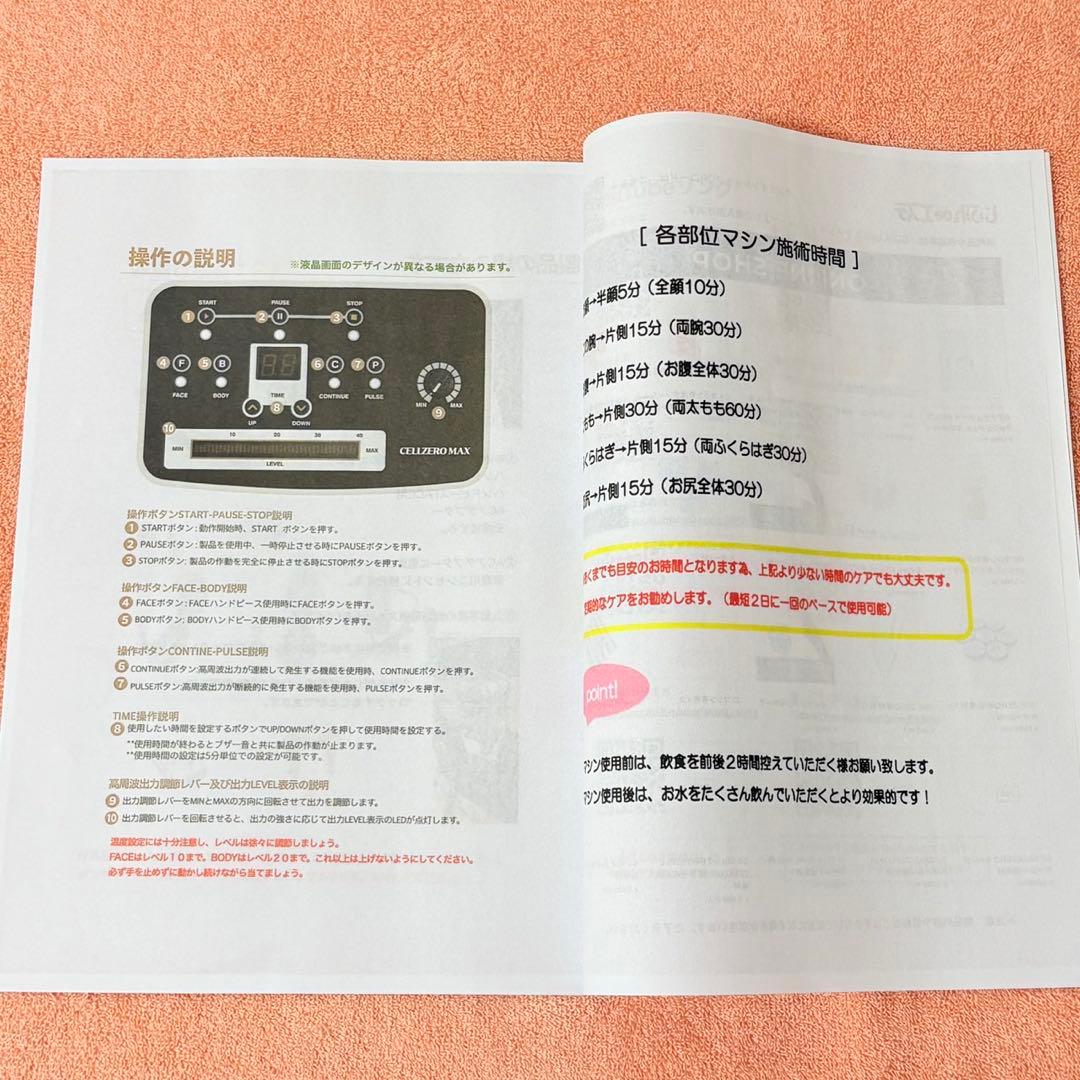 操作の説明
※液晶画面のデザインが異なる場合があります。
START
PAUSE
STOP
1
2
3
4 F
5 B
6 C
7 P
FACE
BODY
TIME
CONTINUE
PULSE
8
UP
DOWN
MIN
MAX
9
10
10 20 30 40
MIN
MAX
LEVEL
CELLZERO MAX
操作ボタンSTART-PAUSE-STOP説明
1 STARTボタン:動作開始時、START ボタンを押す。
2 PAUSEボタン:製品を使用中、一時停止させる時にPAUSEボタンを押す。
3 STOPボタン:製品の作動を完全に停止させる時にSTOPボタンを押す。
操作ボタンFACE-BODY説明
4 FACEボタン:FACEハンドピース使用時にFACEボタンを押す。
5 BODYボタン:BODYハンドピース使用時にBODYボタンを押す。
操作ボタンCONTINE-PULSE説明
6 CONTINUEボタン:高周波出力が連続して発生する機能を使用時、CONTINUEボタンを押す。
7 PULSEボタン:高周波出力が断続的に発生する機能を使用時、PULSEボタンを押す。
TIME操作説明
8 使用したい時間を設定するボタンでUP/DOWNボタンを押して使用時間を設定する。
**使用時間が終わるとブザー音と共に製品の作動が止まります。
**使用時間の設定は5分単位での設定が可能です。
高周波出力調節レバー及び出力LEVEL表示の説明
9 出力調節レバーをMINとMAXの方向に回転させて出力を調節します。
10 出力調節レバーを回転させると、出力の強さに応じて出力LEVEL表示のLEDが点灯します。
温度設定には十分注意し、レベルは徐々に調節しましょう。
FACEはレベル10まで。BODYはレベル20まで。これ以上は上げないようにしてください。
必ず手を止めずに動かし続けながら当てましょう。
[ 各部位マシン施術時間 ]
顔→半顔5分（全顔10分）
の腕→片側15分（両腕30分）
腹→片側15分（お腹全体30分）
もも→片側30分（両太もも60分）
くらはぎ→片側15分（両ふくらはぎ30分）
尻→片側15分（お尻全体30分）
くまでも目安のお時間となります為、上記より少ない時間のケアでも大丈夫です。
期的なケアをお勧めします。（最短2日に一回のペースで使用可能）
point!
マシン使用前は、飲食を前後2時間控えていただく様お願い致します。
マシン使用後は、お水をたくさん飲んでいただくとより効果的です！